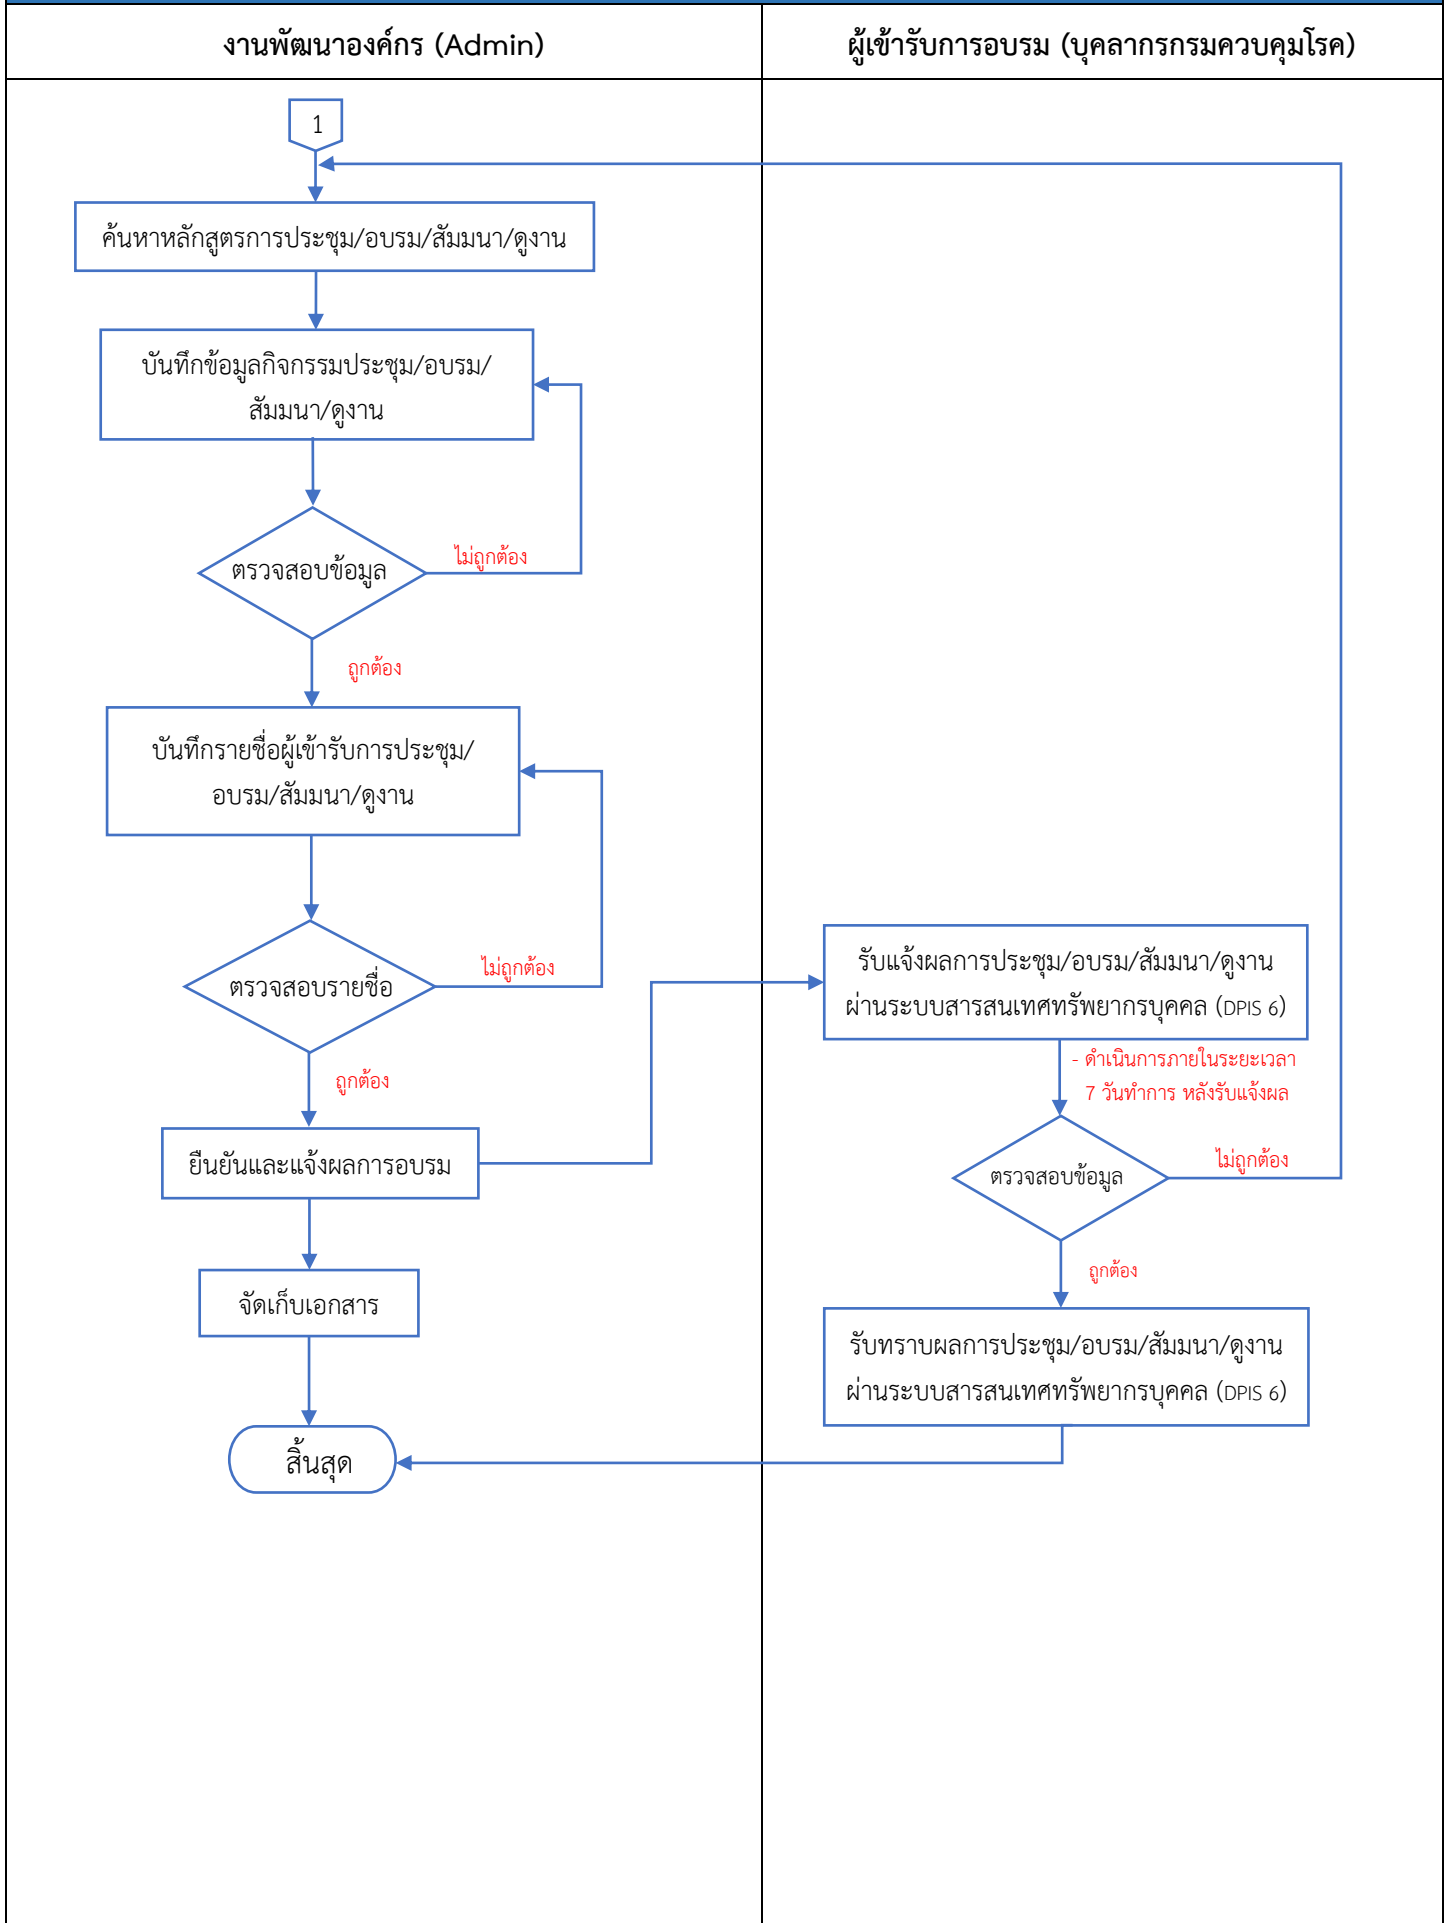 งานพัฒนาองค์กร (Admin)
ผู้เข้ารับการอบรม (บุคลากรกรมควบคุมโรค)
1
ค้นหาหลักสูตรการประชุม/อบรม/สัมมนา/ดูงาน
บันทึกข้อมูลกิจกรรมประชุม/อบรม/
สัมมนา/ดูงาน
ตรวจสอบข้อมูล
ไม่ถูกต้อง
ถูกต้อง
บันทึกรายชื่อผู้เข้ารับการประชุม/
อบรม/สัมมนา/ดูงาน
ตรวจสอบรายชื่อ
ไม่ถูกต้อง
ถูกต้อง
ยืนยันและแจ้งผลการอบรม
จัดเก็บเอกสาร
สิ้นสุด
รับแจ้งผลการประชุม/อบรม/สัมมนา/ดูงาน
ผ่านระบบสารสนเทศทรัพยากรบุคคล (DPIS 6)
- ดำเนินการภายในระยะเวลา
7 วันทำการ หลังรับแจ้งผล
ตรวจสอบข้อมูล
ไม่ถูกต้อง
ถูกต้อง
รับทราบผลการประชุม/อบรม/สัมมนา/ดูงาน
ผ่านระบบสารสนเทศทรัพยากรบุคคล (DPIS 6)